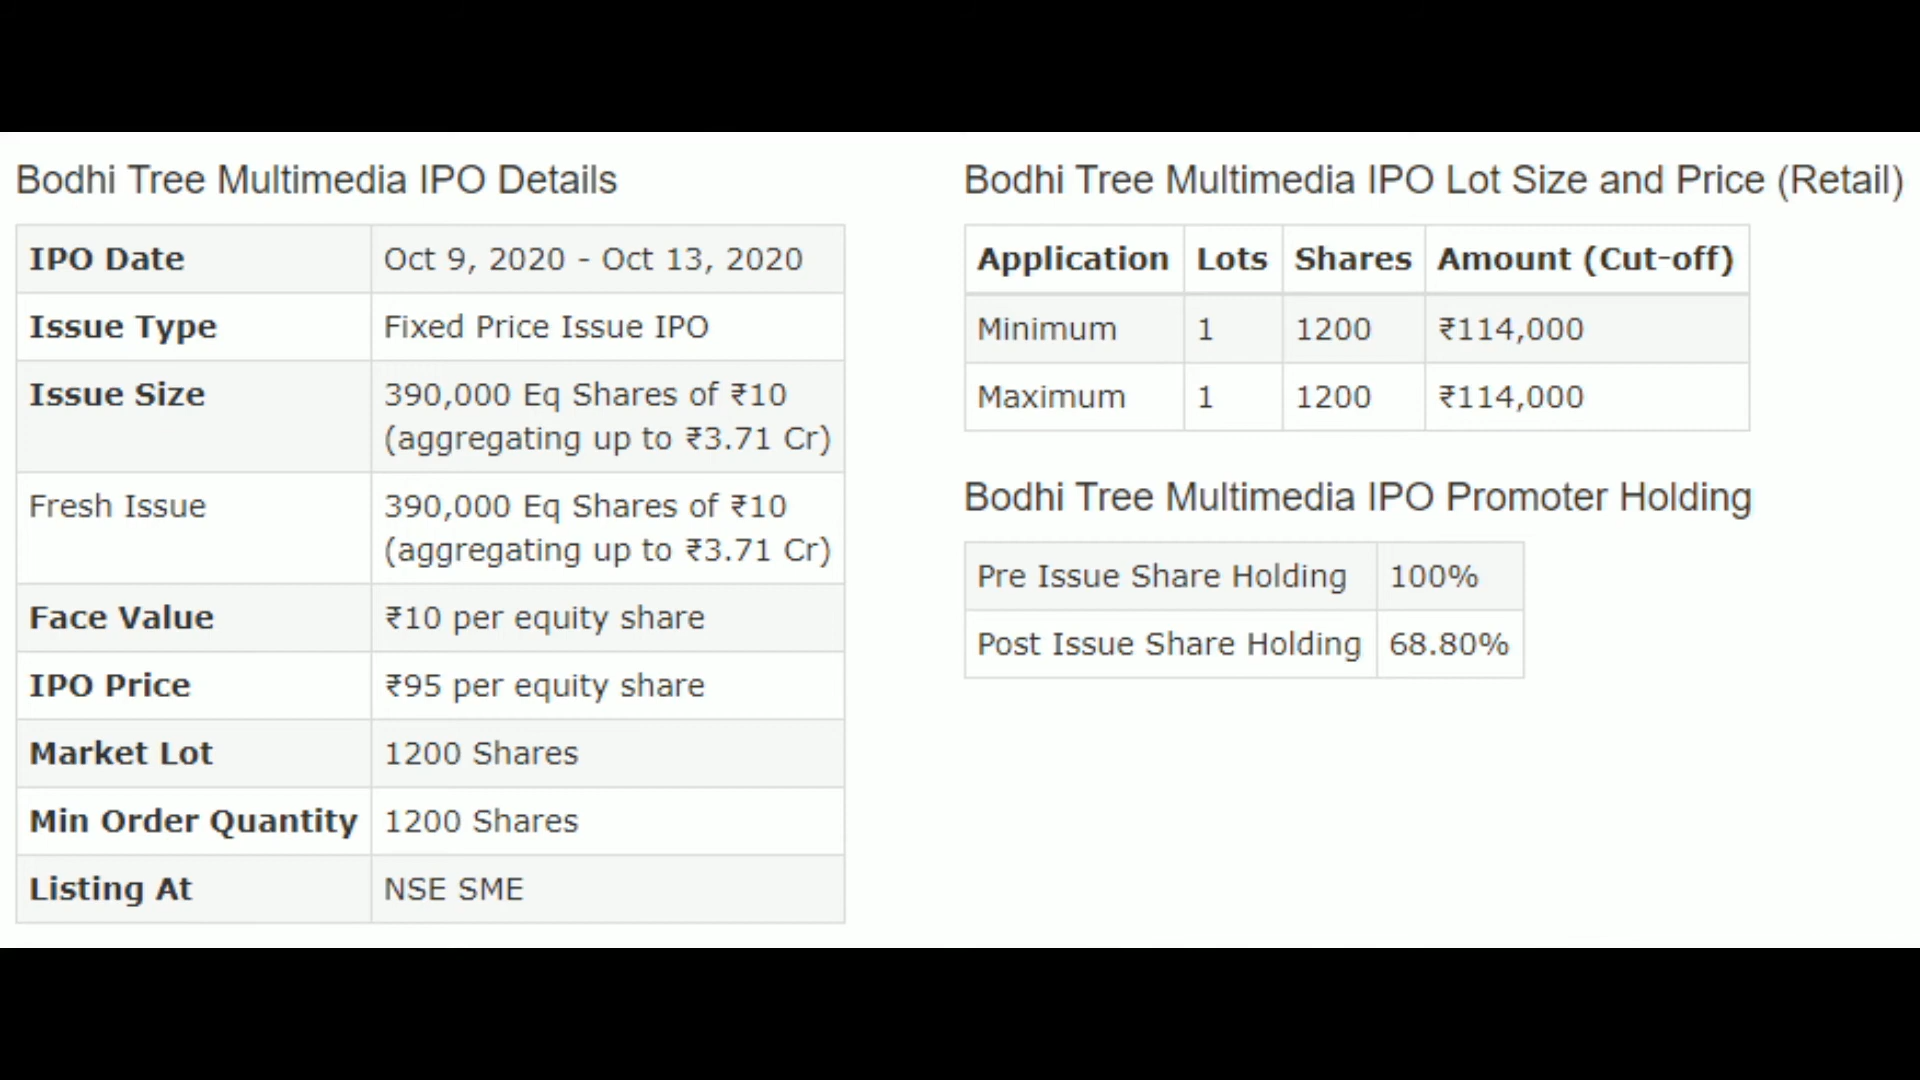 Bodhi Tree Multimedia IPO Details
IPO Date Oct 9, 2020 - Oct 13, 2020
Issue Type Fixed Price Issue IPO
Issue Size 390,000 Eq Shares of ₹10
(aggregating up to ₹3.71 Cr)
Fresh Issue 390,000 Eq Shares of ₹10
(aggregating up to ₹3.71 Cr)
Face Value ₹10 per equity share
IPO Price ₹95 per equity share
Market Lot 1200 Shares
Min Order Quantity 1200 Shares
Listing At NSE SME
Bodhi Tree Multimedia IPO Lot Size and Price (Retail)
Application Lots Shares Amount (Cut-off)
Minimum 1 1200 ₹114,000
Maximum 1 1200 ₹114,000
Bodhi Tree Multimedia IPO Promoter Holding
Pre Issue Share Holding 100%
Post Issue Share Holding 68.80%